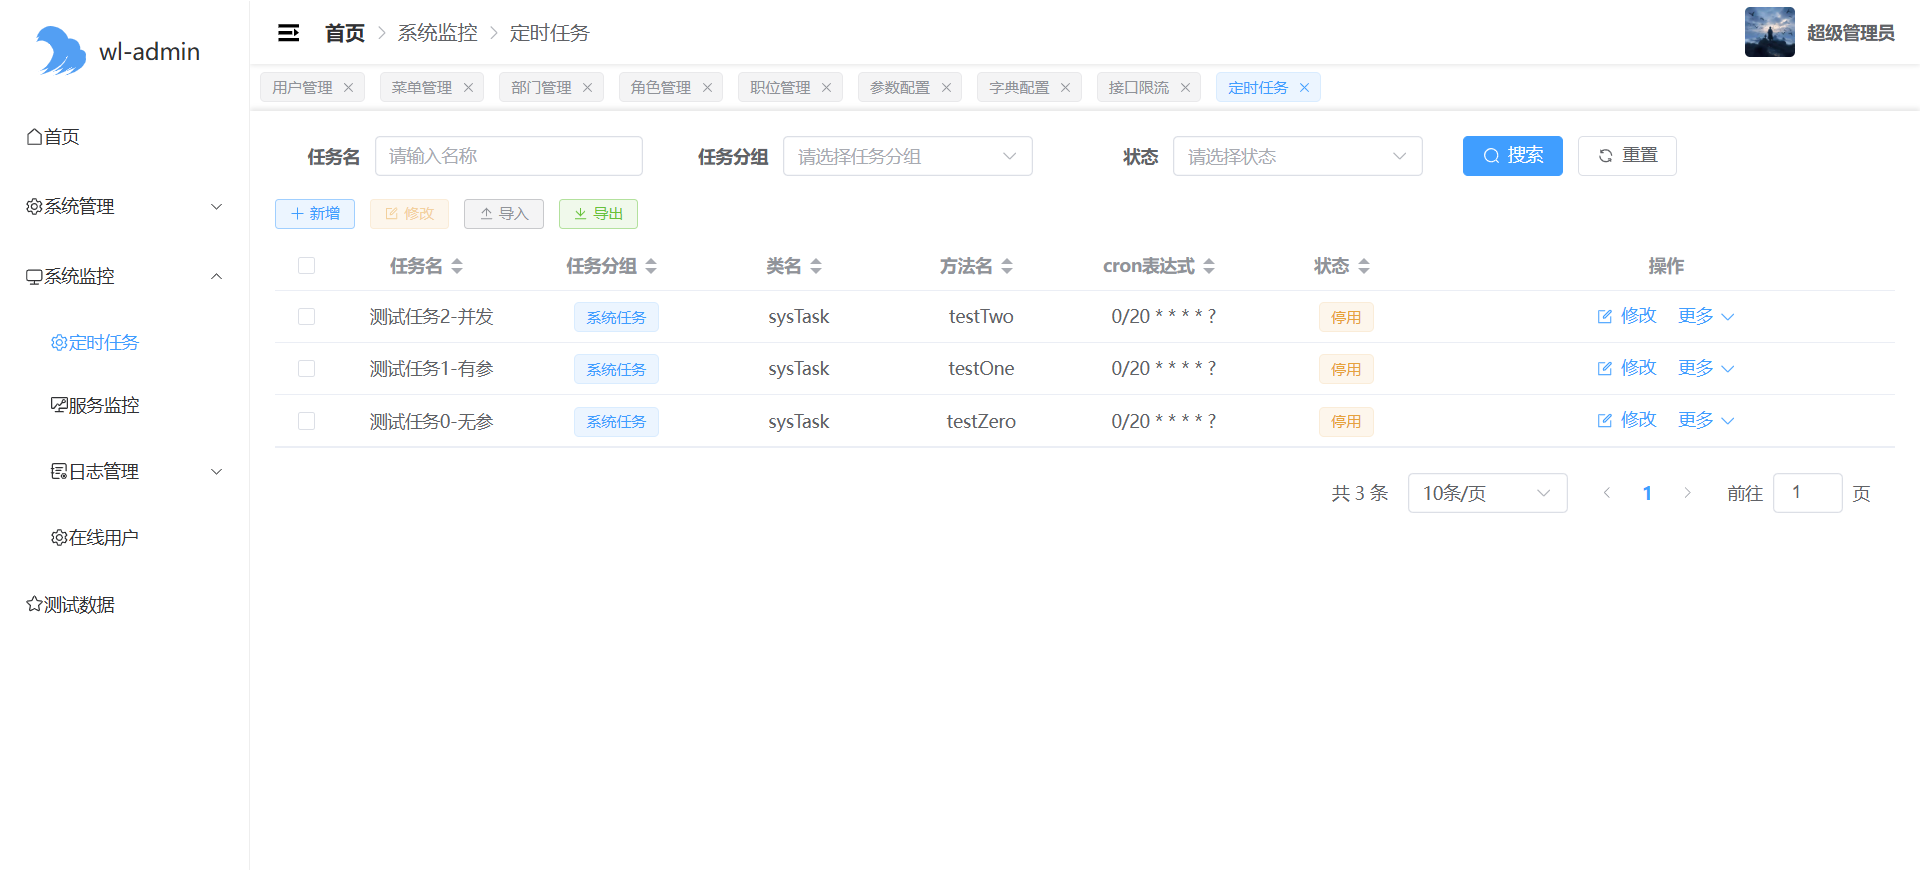 wl-admin
首页
系统管理
系统监控
定时任务
服务监控
日志管理
在线用户
测试数据
首页 > 系统监控 > 定时任务
超级管理员
用户管理 菜单管理 部门管理 角色管理 职位管理 参数配置 字典配置 接口限流 定时任务
任务名 请输入名称 任务分组 请选择任务分组 状态 请选择状态 搜索 重置
新增 修改 导入 导出
任务名 任务分组 类名 方法名 cron表达式 状态 操作
测试任务2-并发 系统任务 sysTask testTwo 0/20 * * * * ? 停用 修改 更多
测试任务1-有参 系统任务 sysTask testOne 0/20 * * * * ? 停用 修改 更多
测试任务0-无参 系统任务 sysTask testZero 0/20 * * * * ? 停用 修改 更多
共 3 条 10条/页 1 前往 1 页